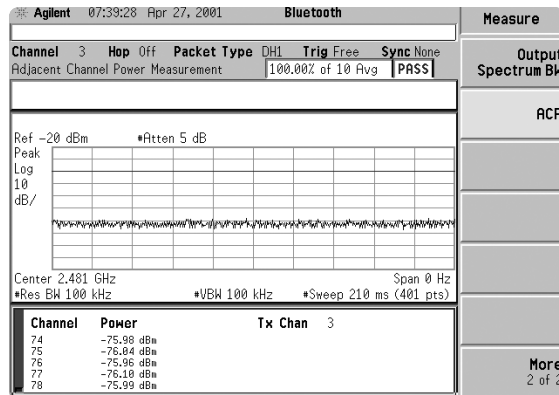 Agilent 07:39:28 Apr 27, 2001 Bluetooth Measure
Channel 3 Hop Off Packet Type DH1 Trig Free Sync None
Adjacent Channel Power Measurement 100.00% of 10 Avg PASS
Output
Spectrum Bk
ACP
Ref -20 dBm *Atten 5 dB
Peak
Log
10
dB/
Center 2.481 GHz Span 0 Hz
*Res BW 100 kHz *VBW 100 kHz *Sweep 210 ms (401 pts)
Channel Power Tx Chan 3
74 -75.98 dBm
75 -76.04 dBm
76 -75.96 dBm
77 -76.10 dBm
78 -75.99 dBm
More
2 of 2